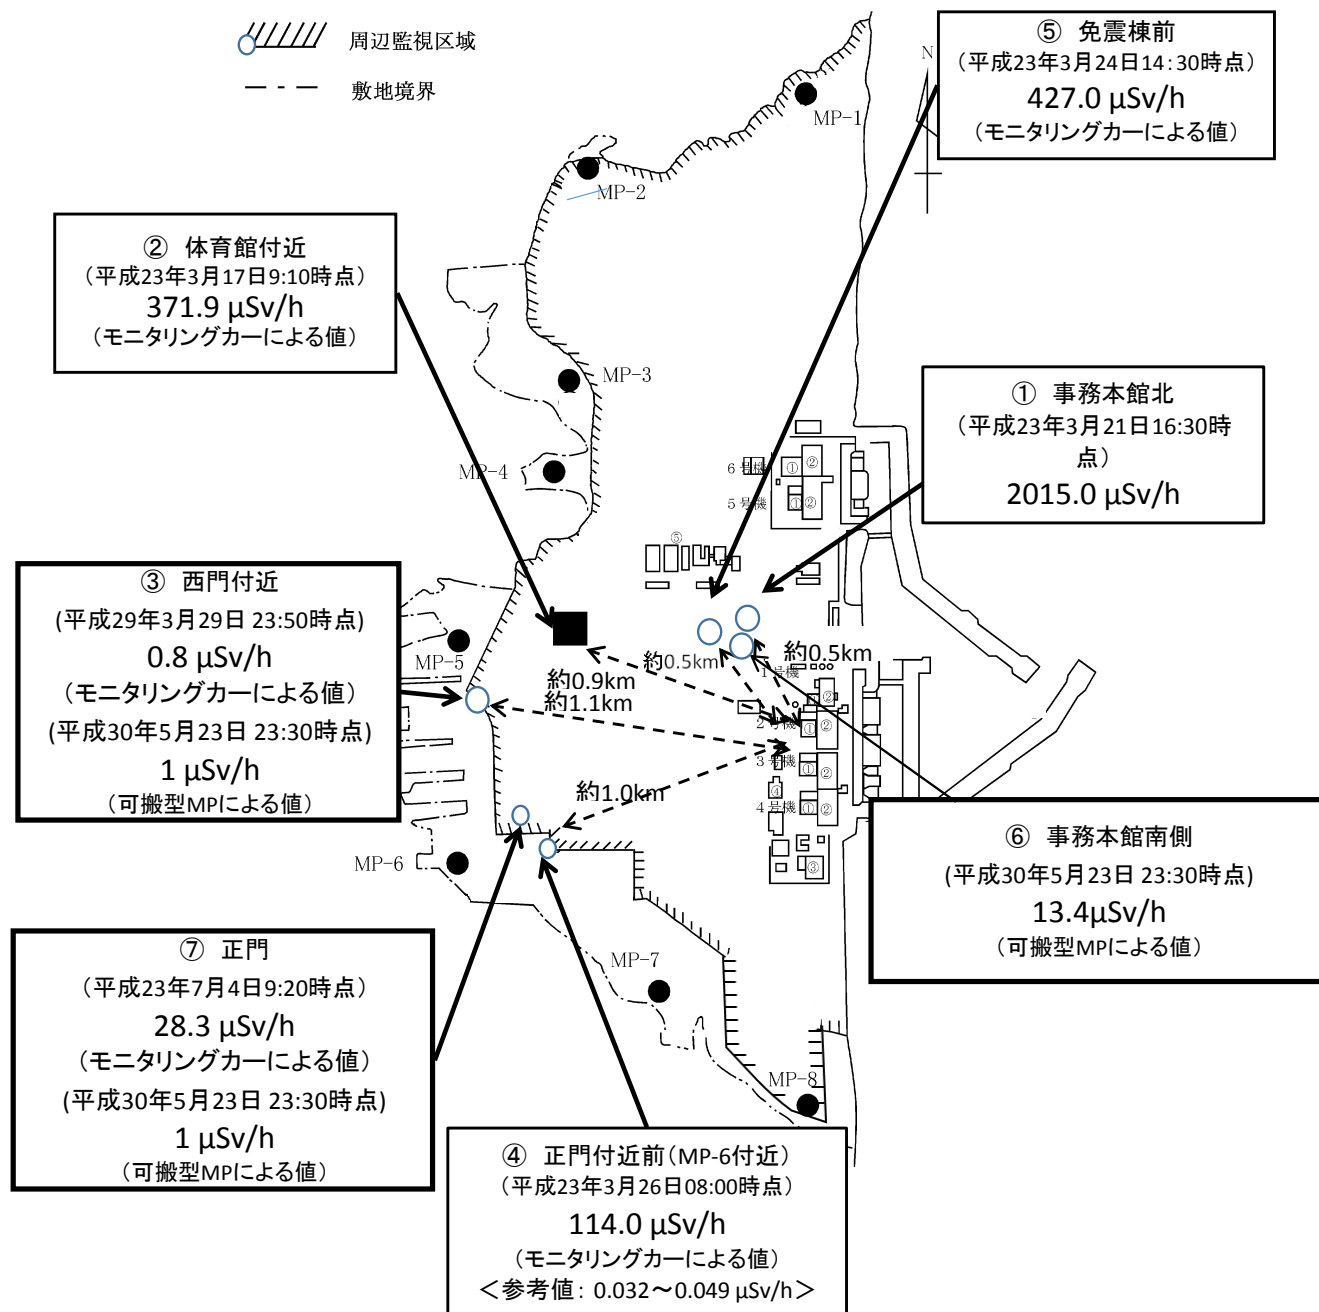 周辺監視区域
敷地境界
⑤ 免震棟前
(平成23年3月24日14:30時点)
427.0 μSv/h
(モニタリングカーによる値)
N
MP-1
MP-2
② 体育館付近
(平成23年3月17日9:10時点)
371.9 μSv/h
(モニタリングカーによる値)
MP-3
① 事務本館北
(平成23年3月21日16:30時
点)
2015.0 μSv/h
MP-4
6号機
① ②
5号機
① ②
⑤
③ 西門付近
(平成29年3月29日 23:50時点)
0.8 μSv/h
(モニタリングカーによる値)
(平成30年5月23日 23:30時点)
1 μSv/h
(可搬型MPによる値)
MP-5
約0.9km
約1.1km
約0.5km
約0.5km
1号機
②
2号機
① ②
3号機
① ②
④
4号機
① ②
③
約1.0km
⑥ 事務本館南側
(平成30年5月23日 23:30時点)
13.4μSv/h
(可搬型MPによる値)
MP-6
⑦ 正門
(平成23年7月4日9:20時点)
28.3 μSv/h
(モニタリングカーによる値)
(平成30年5月23日 23:30時点)
1 μSv/h
(可搬型MPによる値)
MP-7
MP-8
④ 正門付近前(MP-6付近)
(平成23年3月26日08:00時点)
114.0 μSv/h
(モニタリングカーによる値)
<参考値: 0.032~0.049 μSv/h>